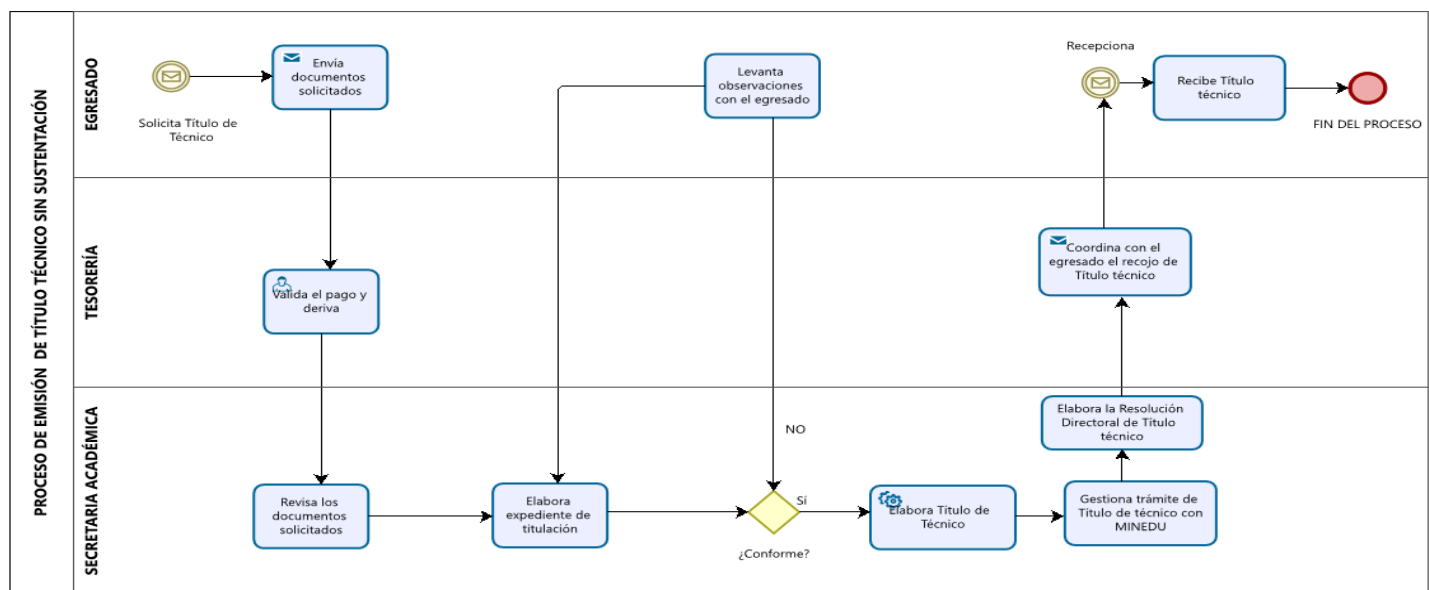 PROCESO DE EMISIÓN DE TÍTULO TÉCNICO SIN SUSTENTACIÓN
EGRESADO
Solicita Título de
Técnico
Envía
documentos
solicitados
Levanta
observaciones
con el egresado
Recepciona
Recibe Título
técnico
FIN DEL PROCESO
TESORERÍA
Valida el pago y
deriva
Coordina con el
egresado el recojo de
Título técnico
SECRETARIA ACADÉMICA
Revisa los
documentos
solicitados
Elabora
expediente de
titulación
NO
¿Conforme?
Sí
Elabora Título de
Técnico
Gestiona trámite de
Título de técnico con
MINEDU
Elabora la Resolución
Directoral de Título
técnico